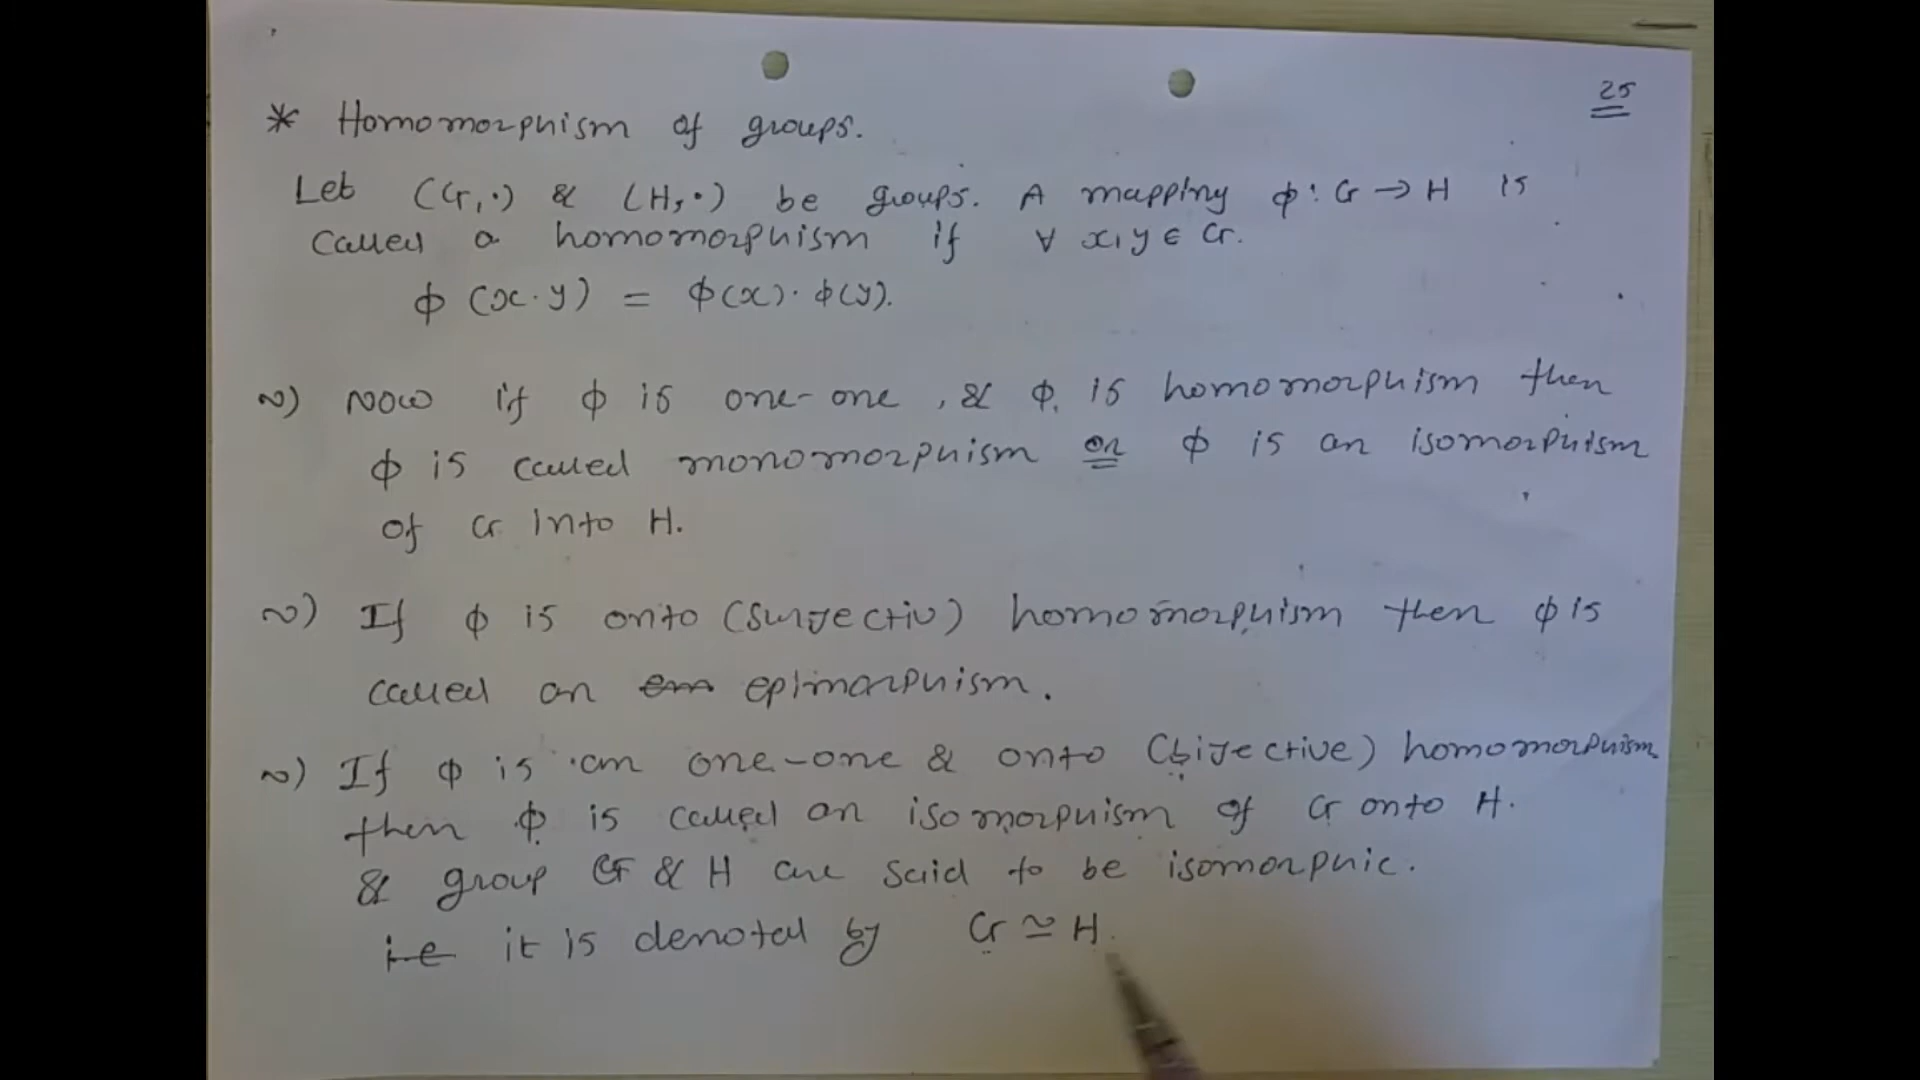 25
* Homomorphism of groups.
Let (G,·) & (H,·) be groups. A mapping ϕ: G → H is
called a homomorphism if ∀ x,y ∈ G.
ϕ (x·y) = ϕ(x)·ϕ(y).
~) Now if ϕ is one-one, & ϕ is homomorphism then
ϕ is called monomorphism or ϕ is an isomorphism
of G into H.
~) If ϕ is onto (Surjectiv) homomorphism then ϕ is
called an epimorphism.
~) If ϕ is an one-one & onto (bijective) homomorphism
then ϕ is called an isomorphism of G onto H.
& group G & H are said to be isomorphic.
i.e it is denoted by G ≃ H.